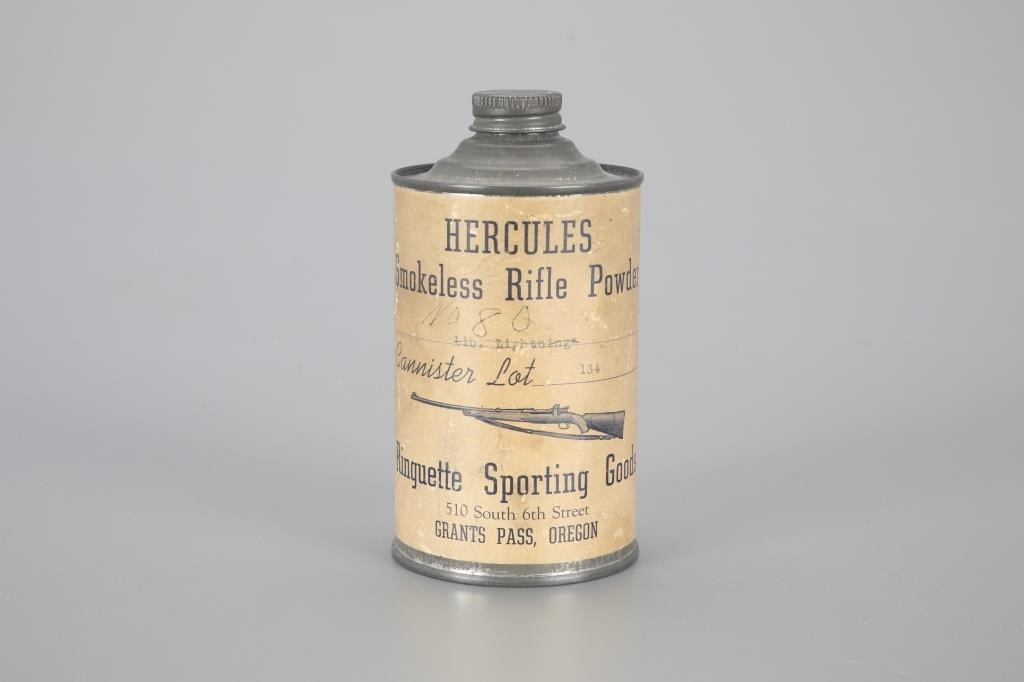 HERCULES
Smokeless Rifle Powder
No 80
1lb. Lightning
Cannister Lot 134
Ringuette Sporting Goods
510 South 6th Street
GRANTS PASS, OREGON